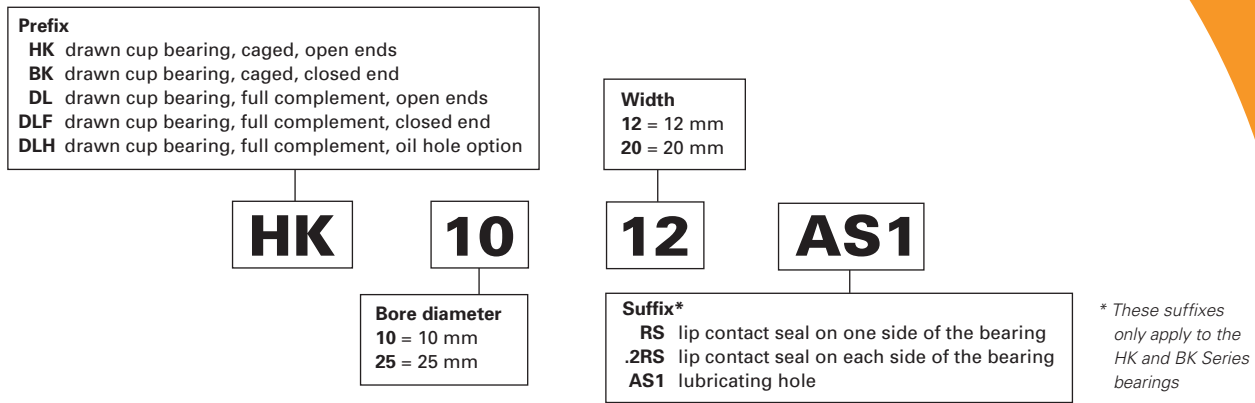 Prefix
HK drawn cup bearing, caged, open ends
BK drawn cup bearing, caged, closed end
DL drawn cup bearing, full complement, open ends
DLF drawn cup bearing, full complement, closed end
DLH drawn cup bearing, full complement, oil hole option
Width
12 = 12 mm
20 = 20 mm
HK 10 12 AS1
Bore diameter
10 = 10 mm
25 = 25 mm
Suffix*
RS lip contact seal on one side of the bearing
.2RS lip contact seal on each side of the bearing
AS1 lubricating hole
* These suffixes
only apply to the
HK and BK Series
bearings